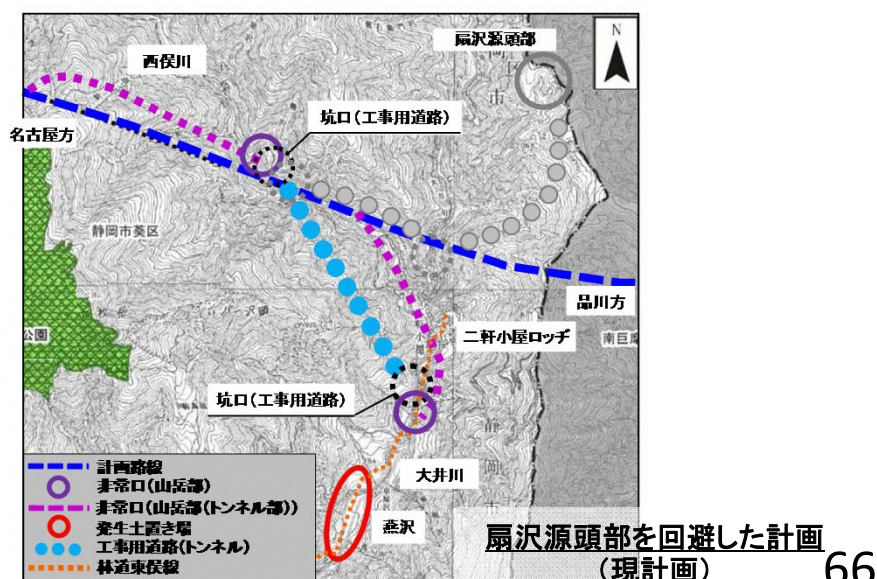 扇沢源頭部
N
西俣川
坑口(工事用道路)
名古屋方
静岡市葵区
品川方
公園
二軒小屋ロッヂ
南巨摩
坑口(工事用道路)
大井川
燕沢
計画路線
非常口(山岳部)
非常口(山岳部(トンネル部))
発生土置き場
工事用道路(トンネル)
林道東俣線
扇沢源頭部を回避した計画
(現計画)
66